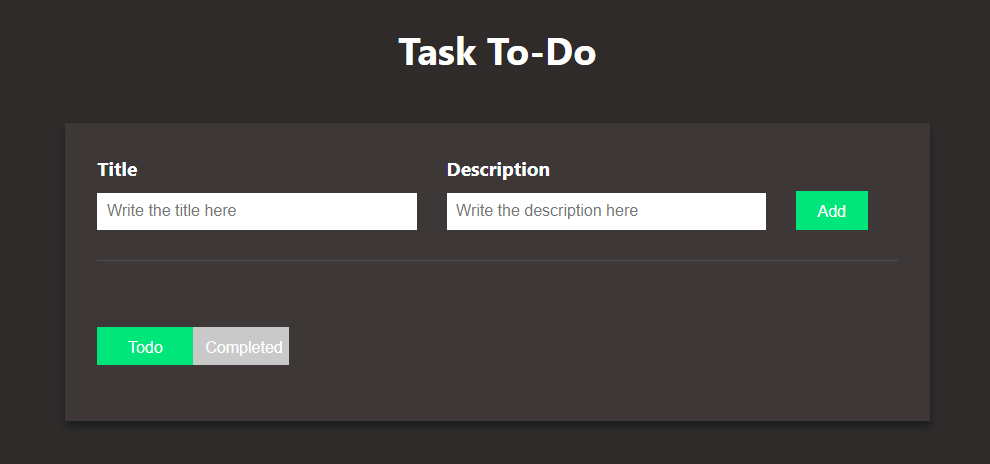 Task To-Do
Title Description
Write the title here Write the description here Add
Todo Completed